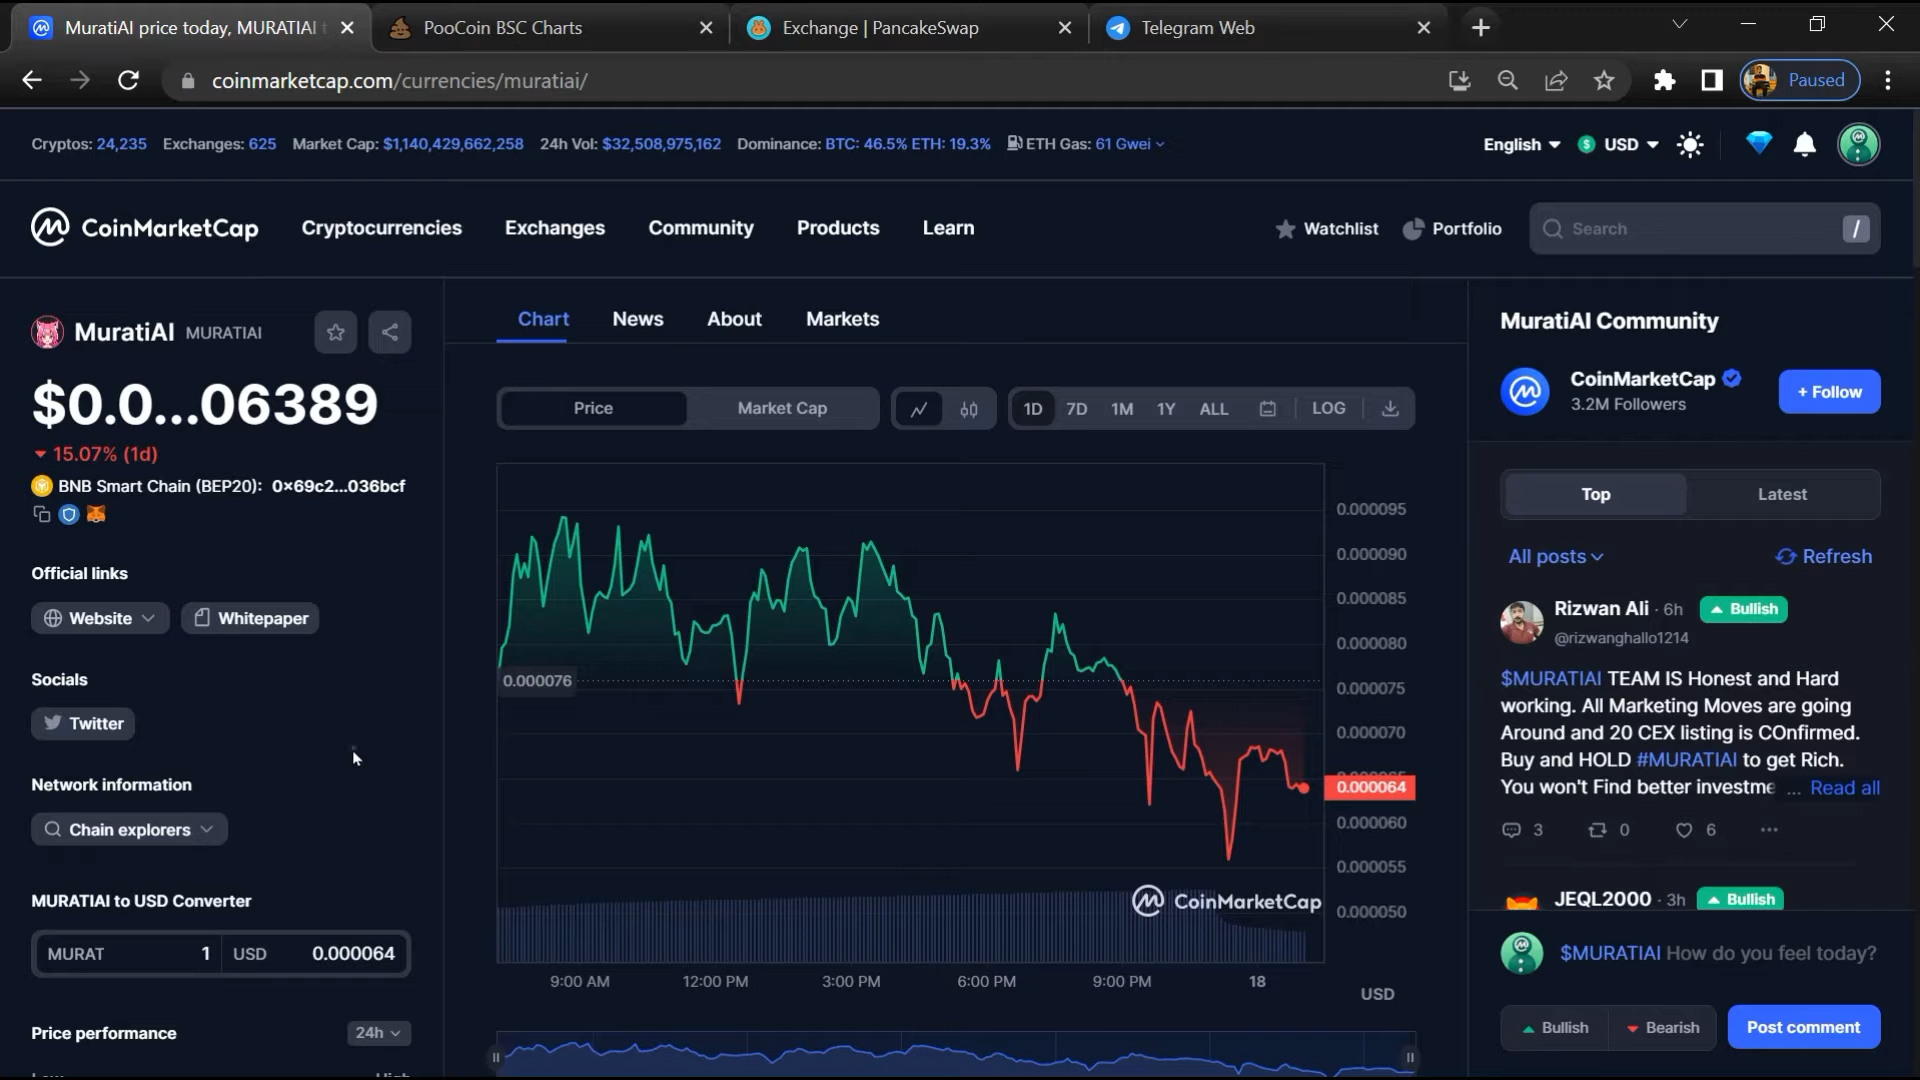 MuratiAI price today, MURATIAI t
PooCoin BSC Charts
Exchange | PancakeSwap
Telegram Web
coinmarketcap.com/currencies/muratiai/
Paused
Cryptos: 24,235 Exchanges: 625 Market Cap: $1,140,429,662,258 24h Vol: $32,508,975,162 Dominance: BTC: 46.5% ETH: 19.3% ETH Gas: 61 Gwei
English
USD
CoinMarketCap
Cryptocurrencies
Exchanges
Community
Products
Learn
Watchlist
Portfolio
Search
/
MuratiAI MURATIAI
$0.0...06389
15.07% (1d)
BNB Smart Chain (BEP20): 0x69c2...036bcf
Official links
Website
Whitepaper
Socials
Twitter
Network information
Chain explorers
MURATIAI to USD Converter
MURAT 1 USD 0.000064
Price performance
24h
Chart
News
About
Markets
Price
Market Cap
1D 7D 1M 1Y ALL LOG
0.000095
0.000090
0.000085
0.000080
0.000076
0.000075
0.000070
0.000064
0.000060
0.000055
0.000050
CoinMarketCap
9:00 AM 12:00 PM 3:00 PM 6:00 PM 9:00 PM 18
USD
MuratiAI Community
CoinMarketCap
3.2M Followers
+ Follow
Top
Latest
All posts
Refresh
Rizwan Ali · 6h
Bullish
@rizwanghallo1214
$MURATIAI TEAM IS Honest and Hard
working. All Marketing Moves are going
Around and 20 CEX listing is COnfirmed.
Buy and HOLD #MURATIAI to get Rich.
You won't Find better investme ... Read all
3 0 6
JEQL2000 · 3h
Bullish
$MURATIAI How do you feel today?
Bullish
Bearish
Post comment